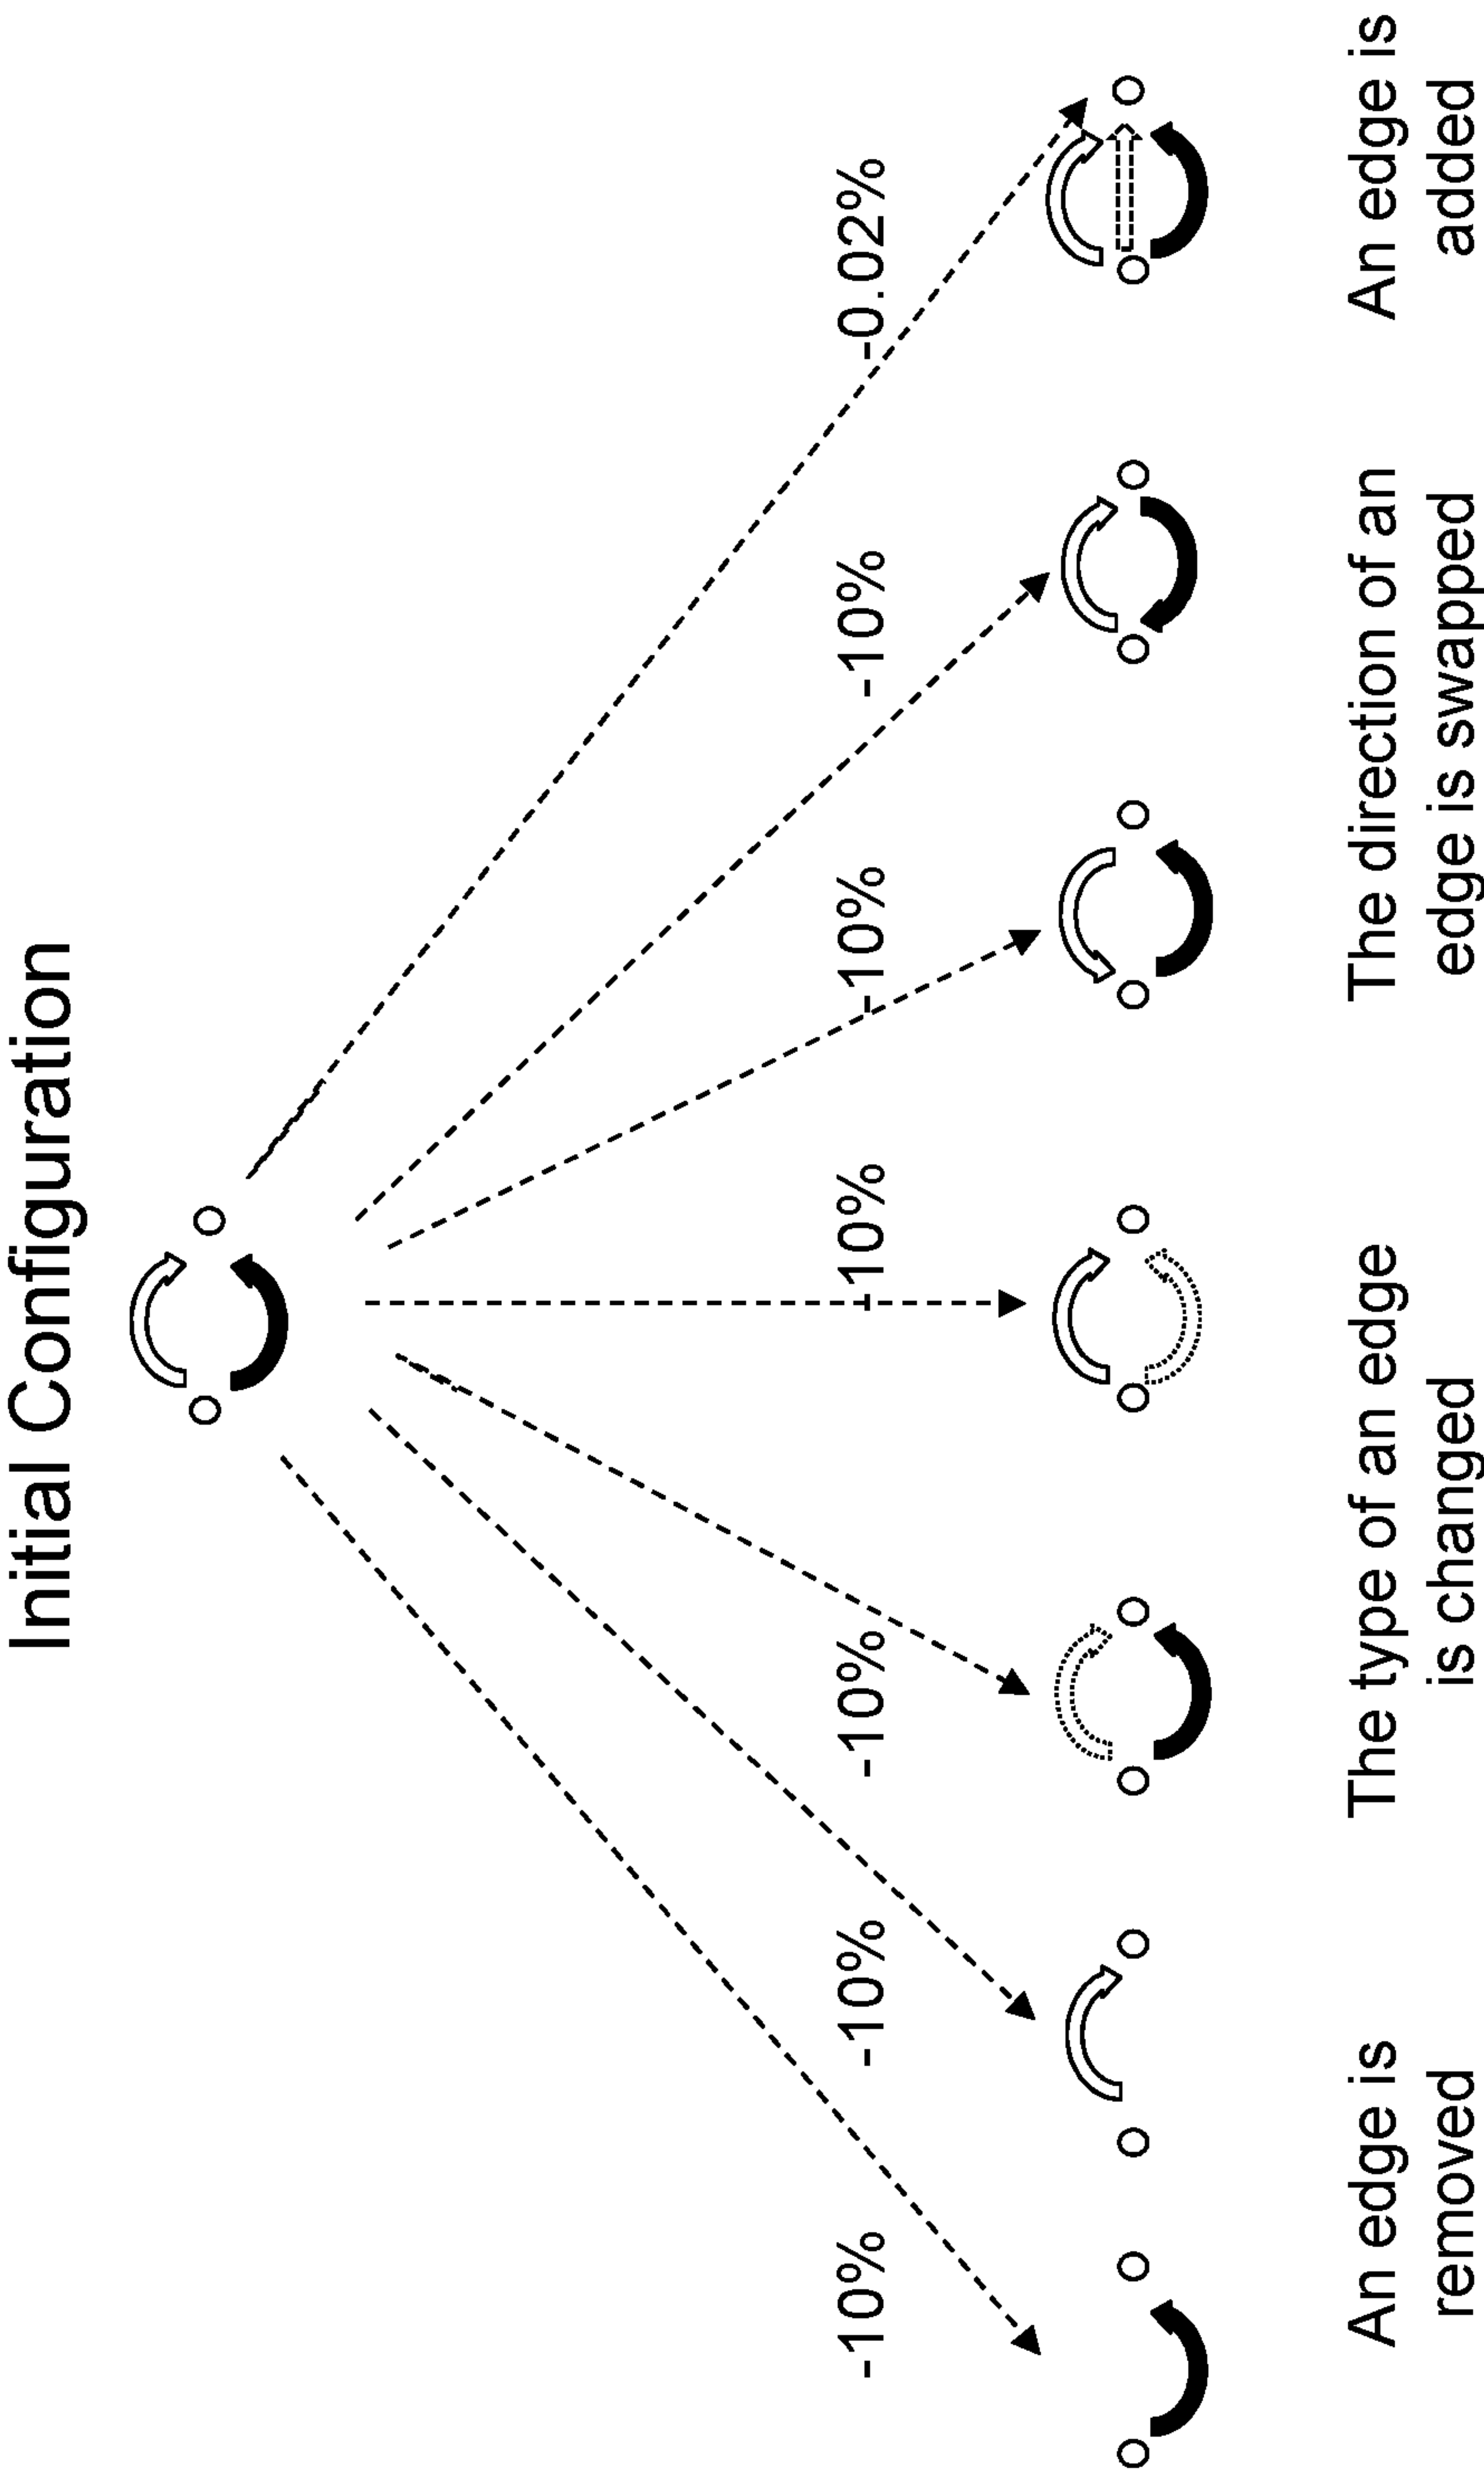 Initial Configuration
-10%
-10%
-10%
-10%
-10%
-10%
-0.02%
An edge is
removed
The type of an edge
is changed
The direction of an
edge is swapped
An edge is
added